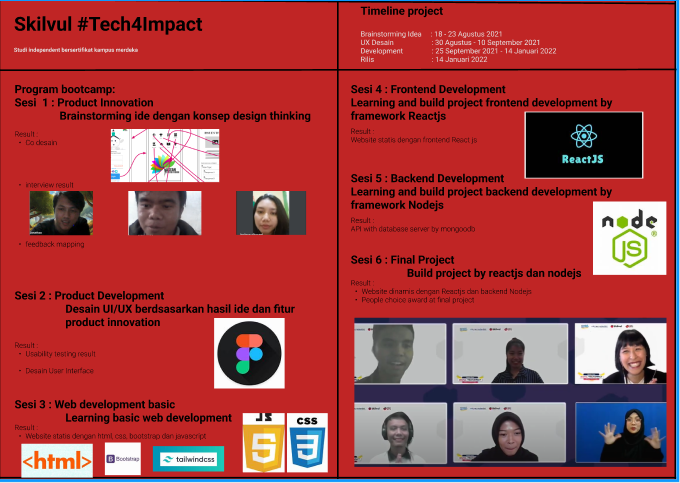 Skilvul #Tech4Impact
Studi independent bersertifikat kampus merdeka
Timeline project
Brainstorming Idea : 18 - 23 Agustus 2021
UX Desain : 30 Agustus - 10 September 2021
Development : 25 September 2021 - 14 Januari 2022
Rilis : 14 Januari 2022
Program bootcamp:
Sesi 1 : Product Innovation
Brainstorming ide dengan konsep design thinking
Result :
• Co desain
• interview result
• feedback mapping
Sesi 2 : Product Development
Desain UI/UX berdsasarkan hasil ide dan fitur
product innovation
Result :
• Usability testing result
• Desain User Interface
Sesi 3 : Web development basic
Learning basic web development
Result :
• Website statis dengan html, css, bootstrap dan javascript
JS
5
CSS
3
<html>
B
Bootstrap
tailwindcss
Sesi 4 : Frontend Development
Learning and build project frontend development by
framework Reactjs
Result :
Website statis dengan frontend React js
ReactJS
Sesi 5 : Backend Development
Learning and build project backend development by
framework Nodejs
Result :
API with database server by mongoodb
node
JS
®
Sesi 6 : Final Project
Build project by reactjs dan nodejs
Result :
• Website dinamis dengan Reactjs dan backend Nodejs
• People choice award at final project